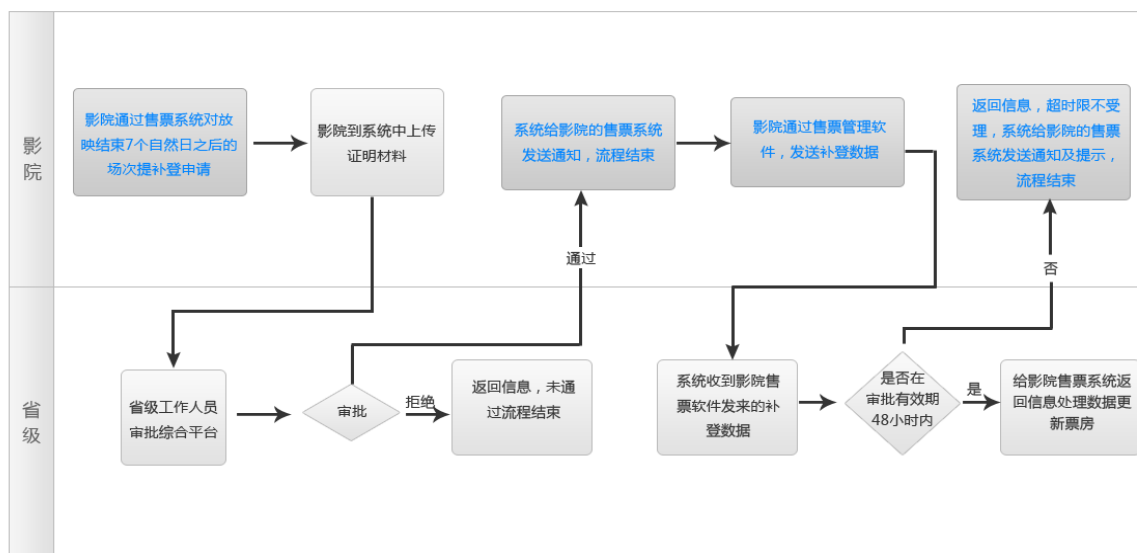 影院
影院通过售票系统对放
映结束7个自然日之后的
场次提补登申请
影院到系统中上传
证明材料
系统给影院的售票系统
发送通知，流程结束
影院通过售票管理软
件，发送补登数据
返回信息，超时限不受
理，系统给影院的售票
系统发送通知及提示，
流程结束
通过
否
省级
省级工作人员
审批综合平台
审批
拒绝
返回信息，未通
过流程结束
系统收到影院售
票软件发来的补
登数据
是否在
审批有效期
48小时内
是
给影院售票系统返
回信息处理数据更
新票房